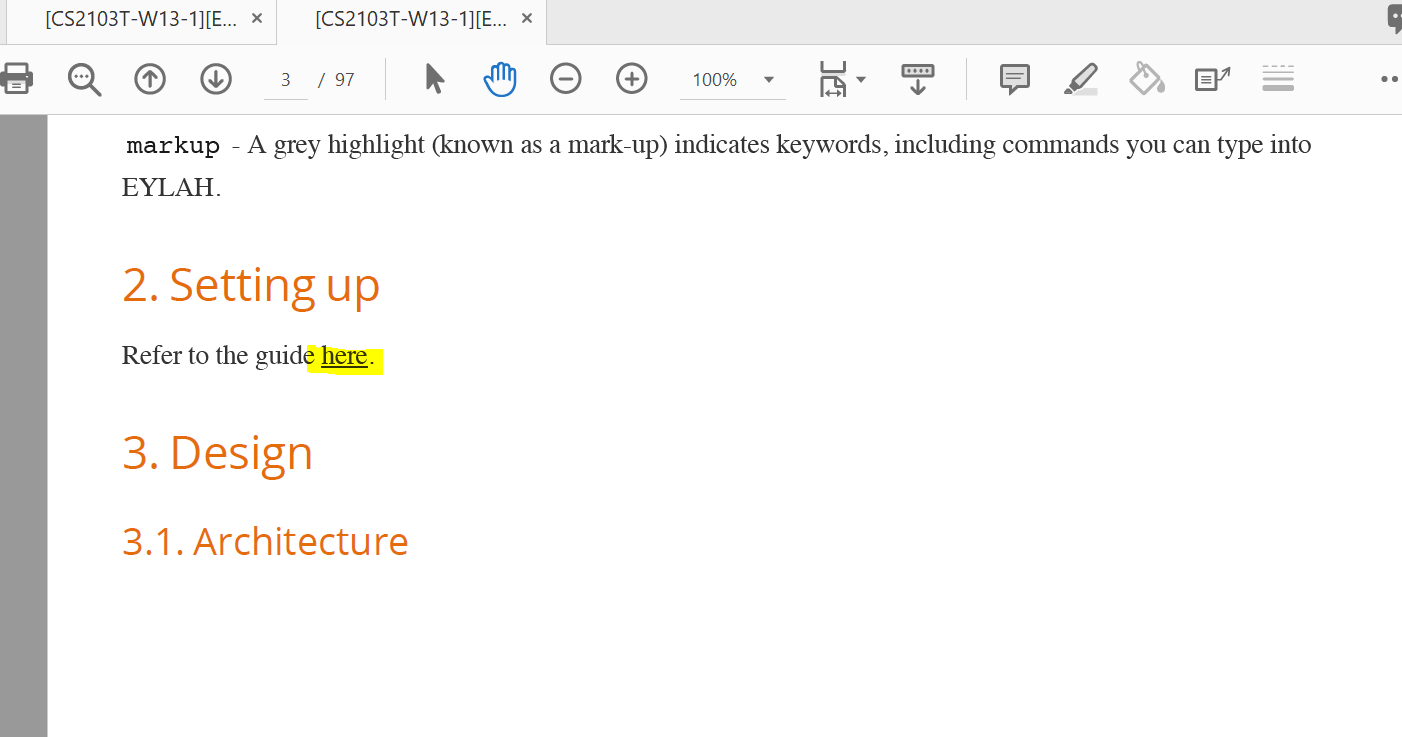 [CS2103T-W13-1][E... × [CS2103T-W13-1][E... ×
3 / 97 100%
markup - A grey highlight (known as a mark-up) indicates keywords, including commands you can type into
EYLAH.
2. Setting up
Refer to the guide here.
3. Design
3.1. Architecture